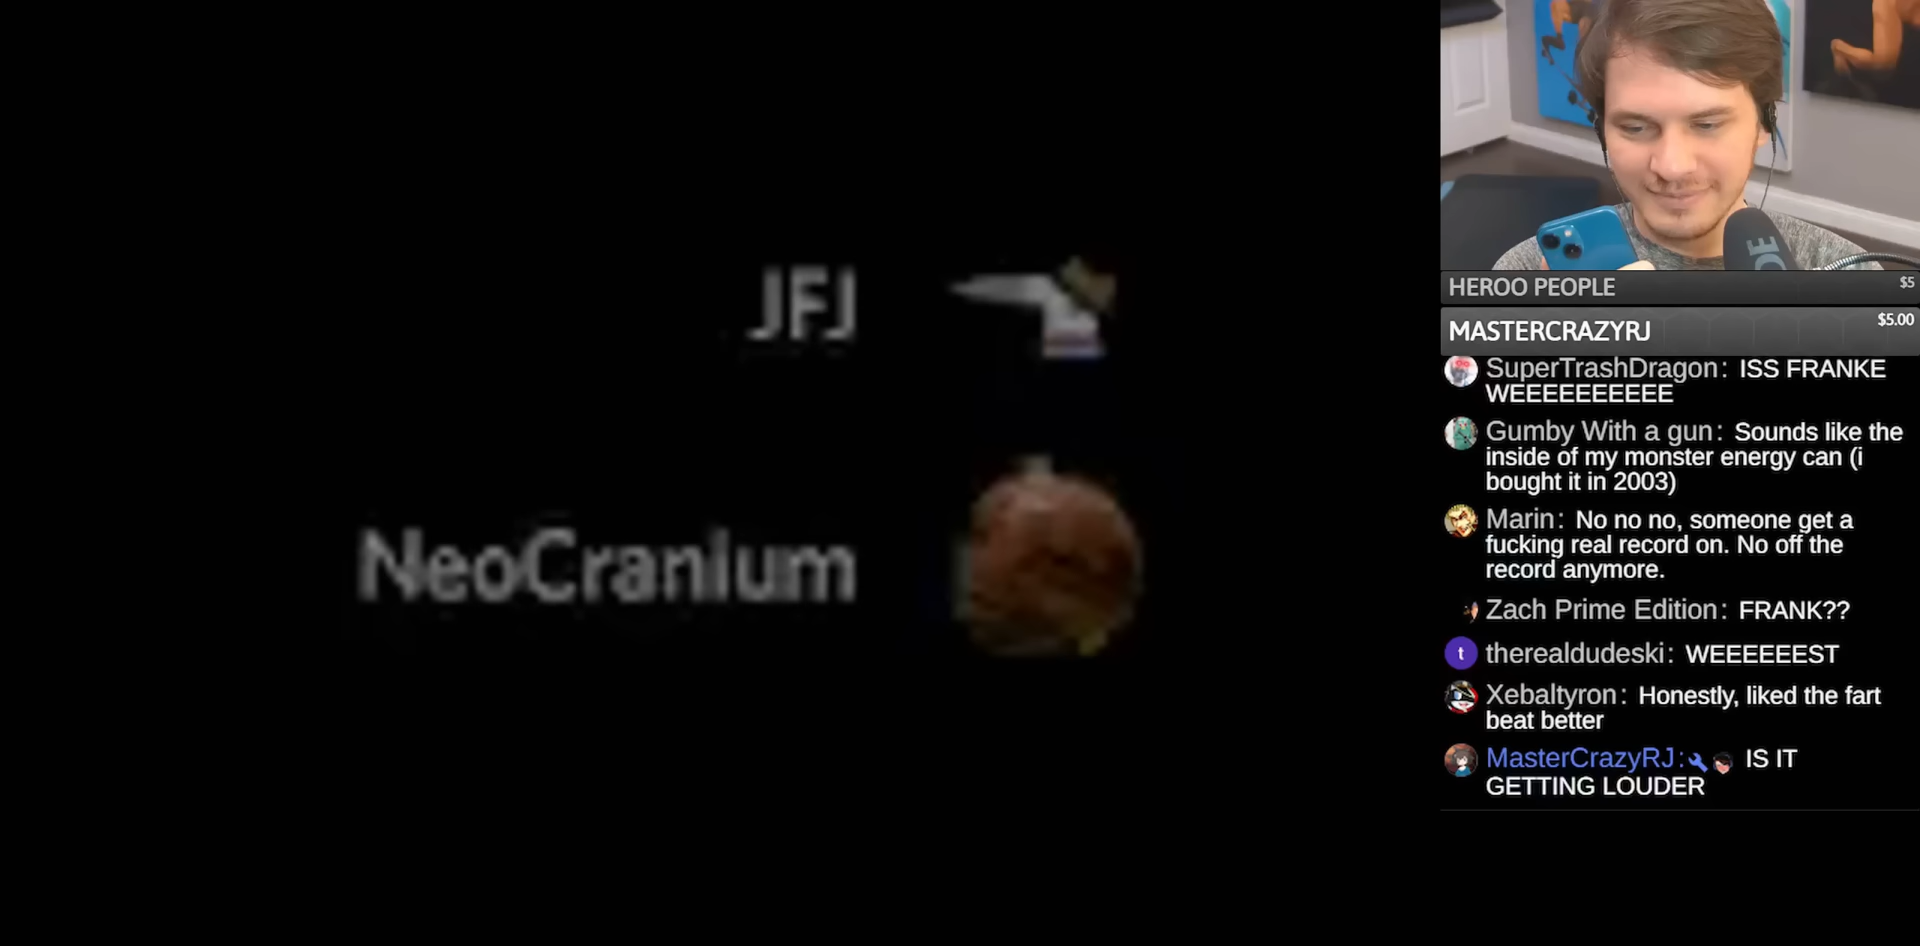 JFJ
NeoCranium
HEROO PEOPLE $5
MASTERCRAZYRJ $5.00
SuperTrashDragon: ISS FRANKE
WEEEEEEEEEE
Gumby With a gun: Sounds like the
inside of my monster energy can (i
bought it in 2003)
Marin: No no no, someone get a
fucking real record on. No off the
record anymore.
Zach Prime Edition: FRANK??
t therealdudeski: WEEEEEEST
Xebaltyron: Honestly, liked the fart
beat better
MasterCrazyRJ: IS IT
GETTING LOUDER